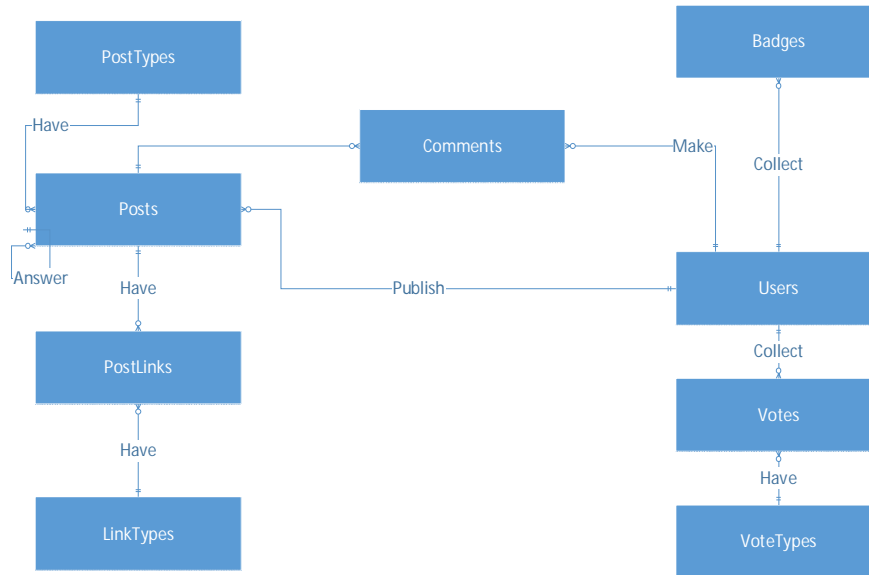 PostTypes
Badges
Have
Comments
Make
Collect
Posts
Answer
Have
Publish
Users
Collect
PostLinks
Votes
Have
Have
LinkTypes
VoteTypes